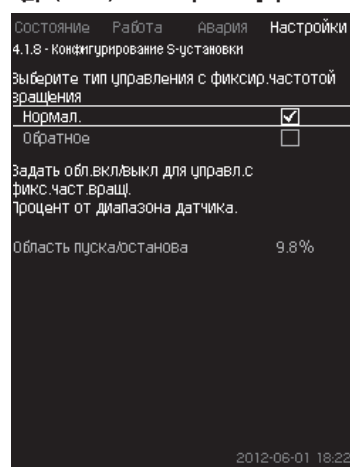 Состояние Работа Авария Настройки
4.1.8 - Конфигурирование S-установки
Выберите тип управления с фиксир.частотой
вращения
Нормал.
Обратное
Задать обл.вкл/выкл для управл.с
фикс.част.вращ.
Процент от диапазона датчика.
Область пуска/останова 9.8%
2012-06-01 18:22